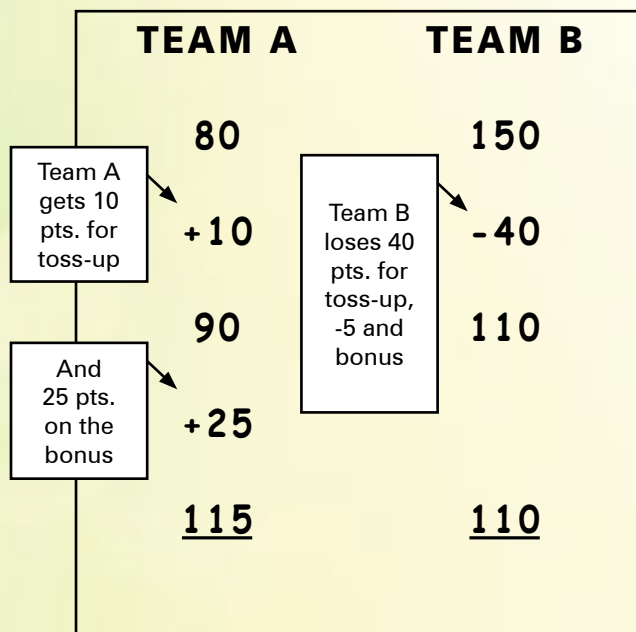 TEAM A
TEAM B
80
150
Team A
gets 10
pts. for
toss-up
+10
Team B
loses 40
pts. for
toss-up,
-5 and
bonus
-40
90
110
And
25 pts.
on the
bonus
+25
115
110